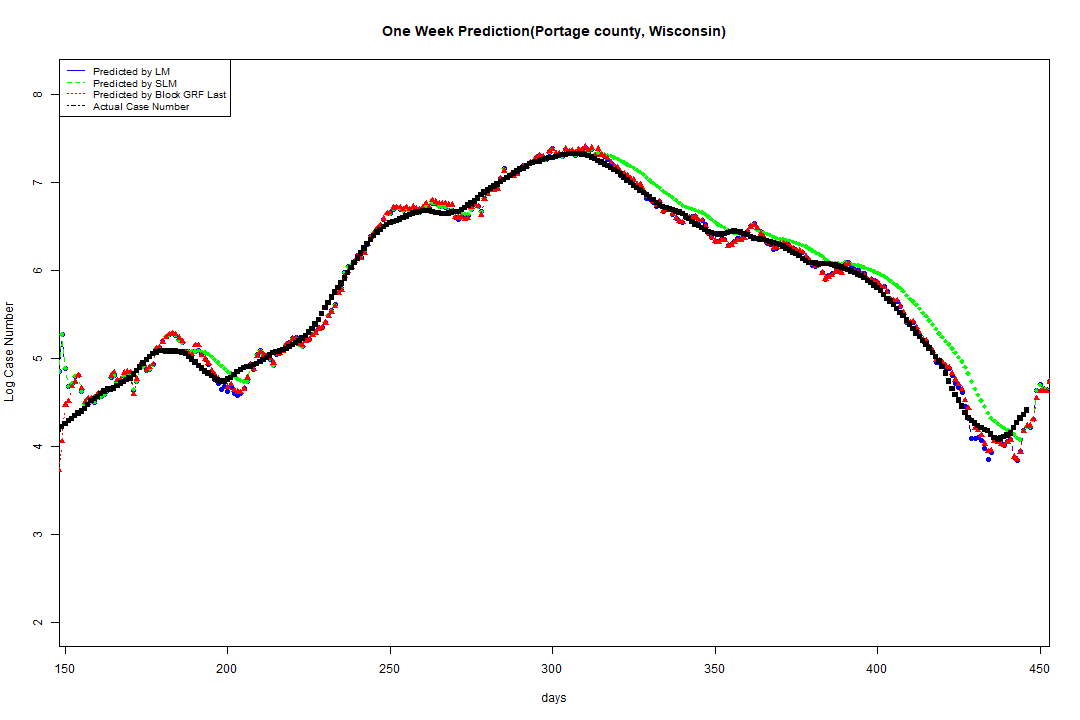 One Week Prediction(Portage county, Wisconsin)
Predicted by LM
Predicted by SLM
Predicted by Block GRF Last
Actual Case Number
8
7
6
5
4
3
2
Log Case Number
150 200 250 300 350 400 450
days